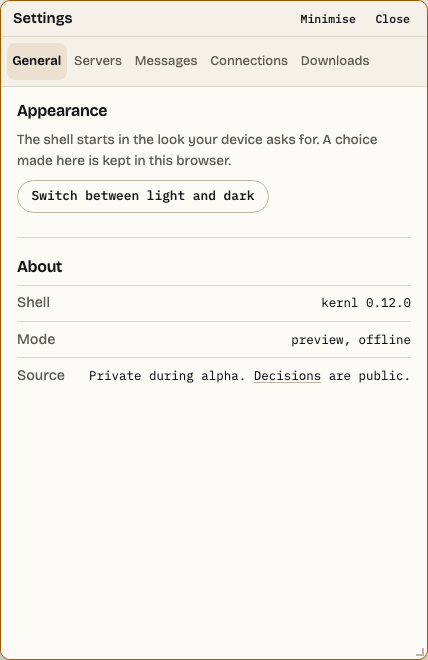 Settings
Minimise
Close
General
Servers
Messages
Connections
Downloads
Appearance
The shell starts in the look your device asks for. A choice
made here is kept in this browser.
Switch between light and dark
About
Shell
kernl 0.12.0
Mode
preview, offline
Source
Private during alpha. Decisions are public.